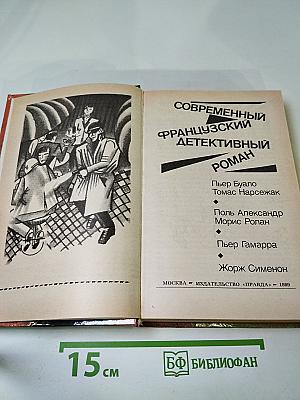 СОВРЕМЕННЫЙ
ФРАНЦУЗСКИЙ
ДЕТЕКТИВНЫЙ
РОМАН
Пьер Буало
Томас Нарсежак
Поль Александр
Морис Ролан
Пьер Гамарра
Жорж Сименон
МОСКВА — ИЗДАТЕЛЬСТВО «ПРАВДА» — 1989
15 см
БФ БИБЛИОФАН